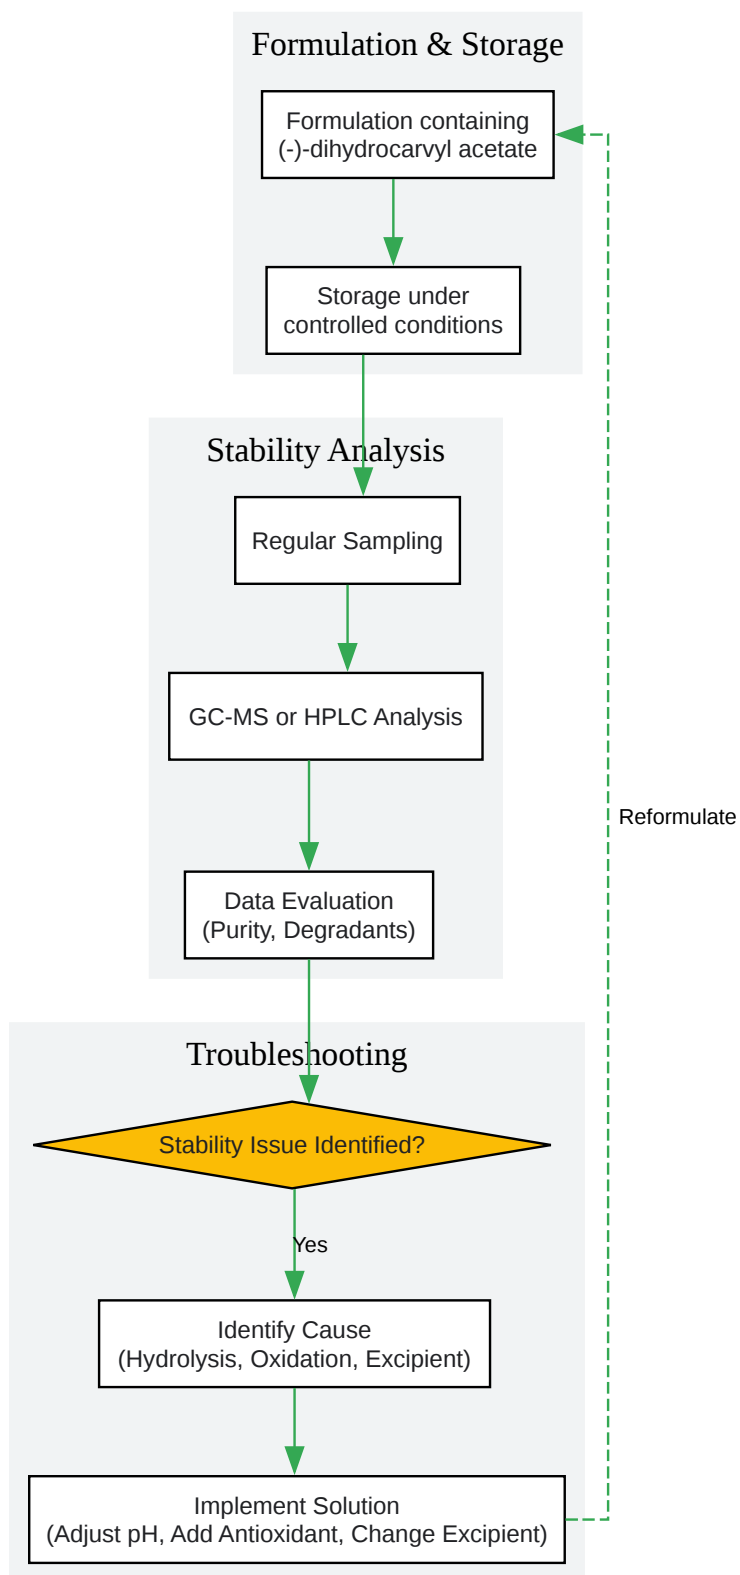 Formulation & Storage
Formulation containing
(-)-dihydrocarvyl acetate
Storage under
controlled conditions
Stability Analysis
Regular Sampling
GC-MS or HPLC Analysis
Reformulate
Data Evaluation
(Purity, Degradants)
Troubleshooting
Stability Issue Identified?
Yes
Identify Cause
(Hydrolysis, Oxidation, Excipient)
Implement Solution
(Adjust pH, Add Antioxidant, Change Excipient)